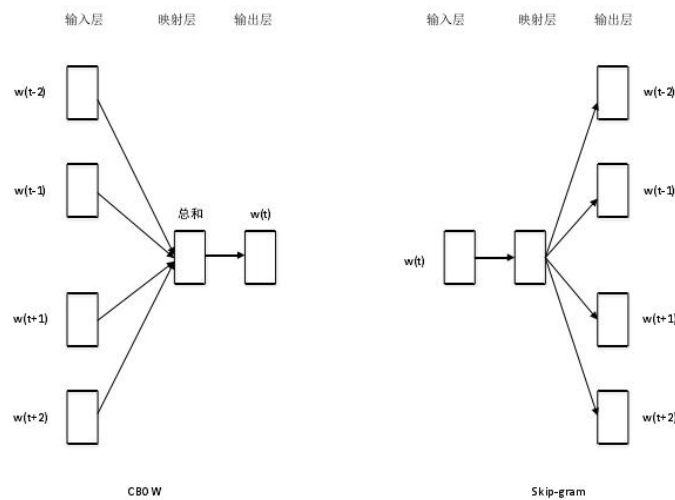 输入层 映射层 输出层 输入层 映射层 输出层
w(t-2) w(t-2)
w(t-1) w(t-1)
总和 w(t)
w(t)
w(t+1) w(t+1)
w(t+2) w(t+2)
CBOW Skip-gram